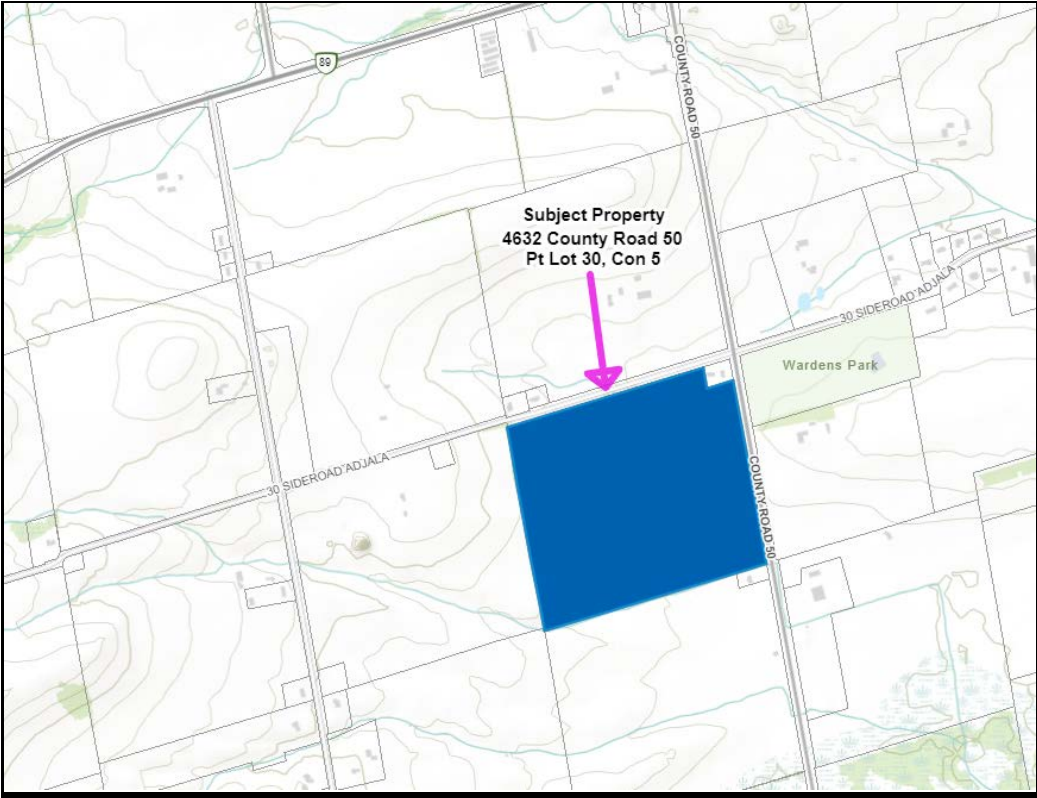 89
COUNTY ROAD 50
Subject Property
4632 County Road 50
Pt Lot 30, Con 5
30 SIDEROAD ADJALA
Wardens Park
30 SIDEROAD ADJALA
COUNTY ROAD 50